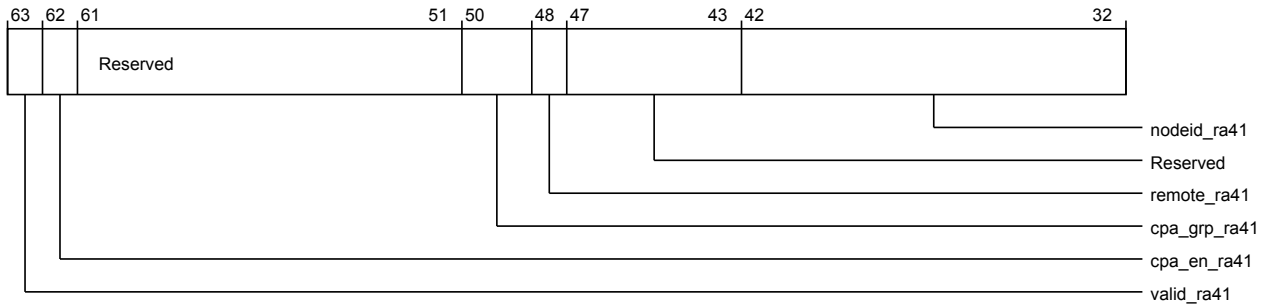 63 62 61 51 50 48 47 43 42 32
Reserved
nodeid_ra41
Reserved
remote_ra41
cpa_grp_ra41
cpa_en_ra41
valid_ra41